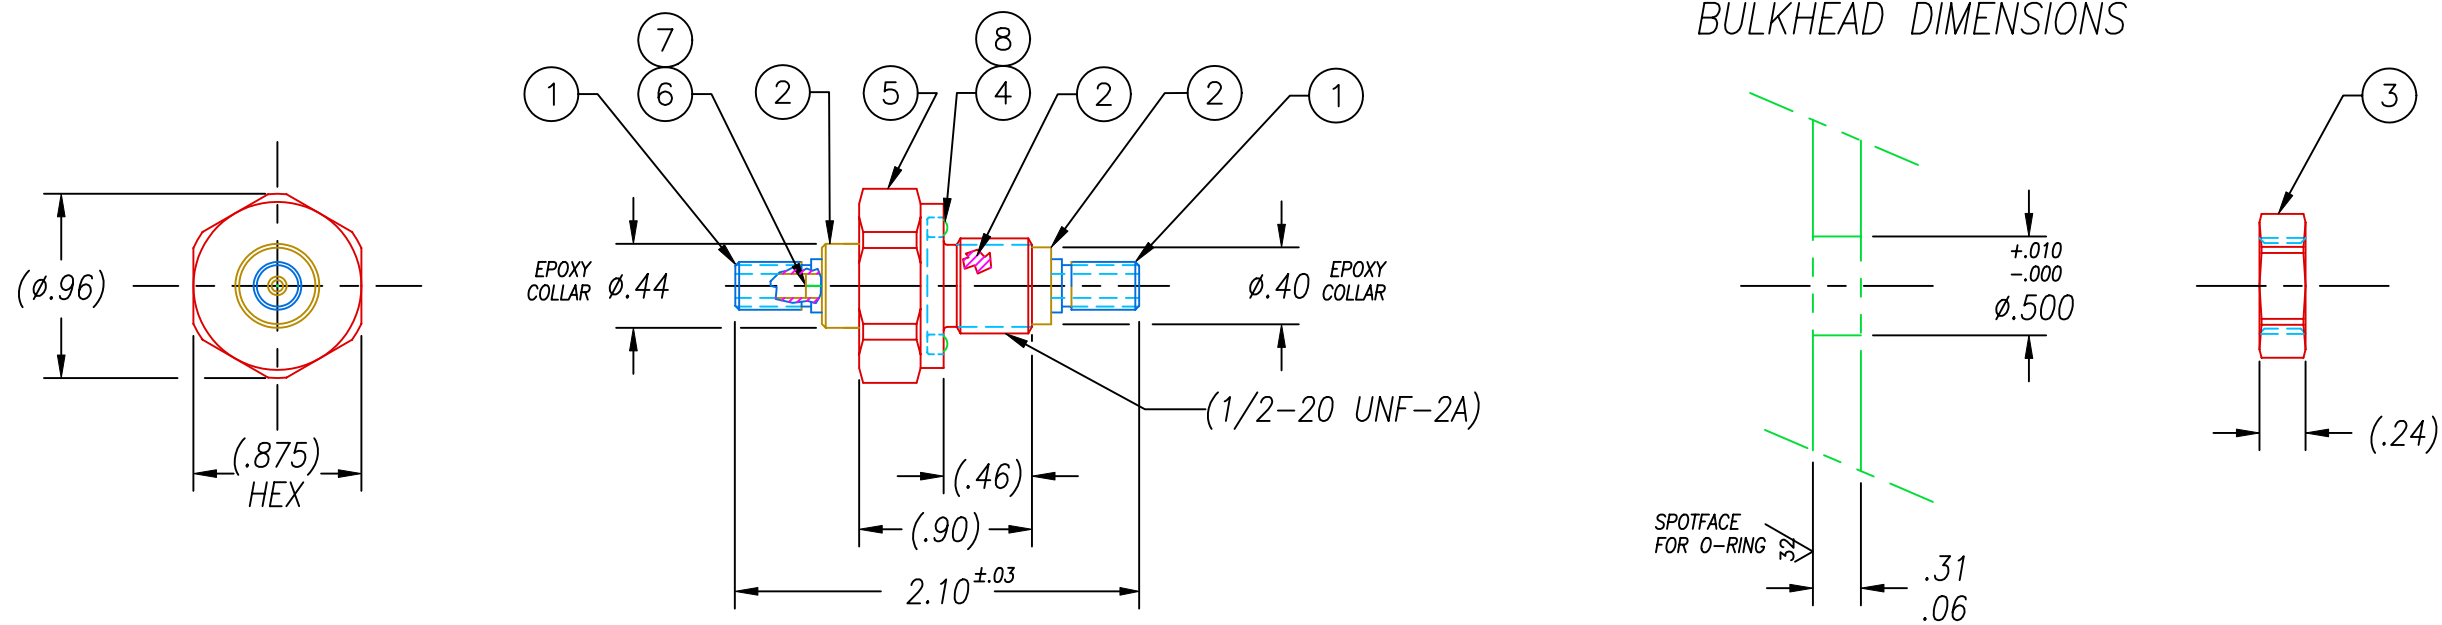 BULKHEAD DIMENSIONS
7
8
1
6
2
5
4
2
2
1
3
(ø.96)
(.875)
HEX
EPOXY
COLLAR
ø.44
ø.40
EPOXY
COLLAR
(1/2-20 UNF-2A)
(.46)
(.90)
2.10 ±.03
+.010
-.000
ø.500
SPOTFACE
FOR O-RING
32
.31
.06
(.24)